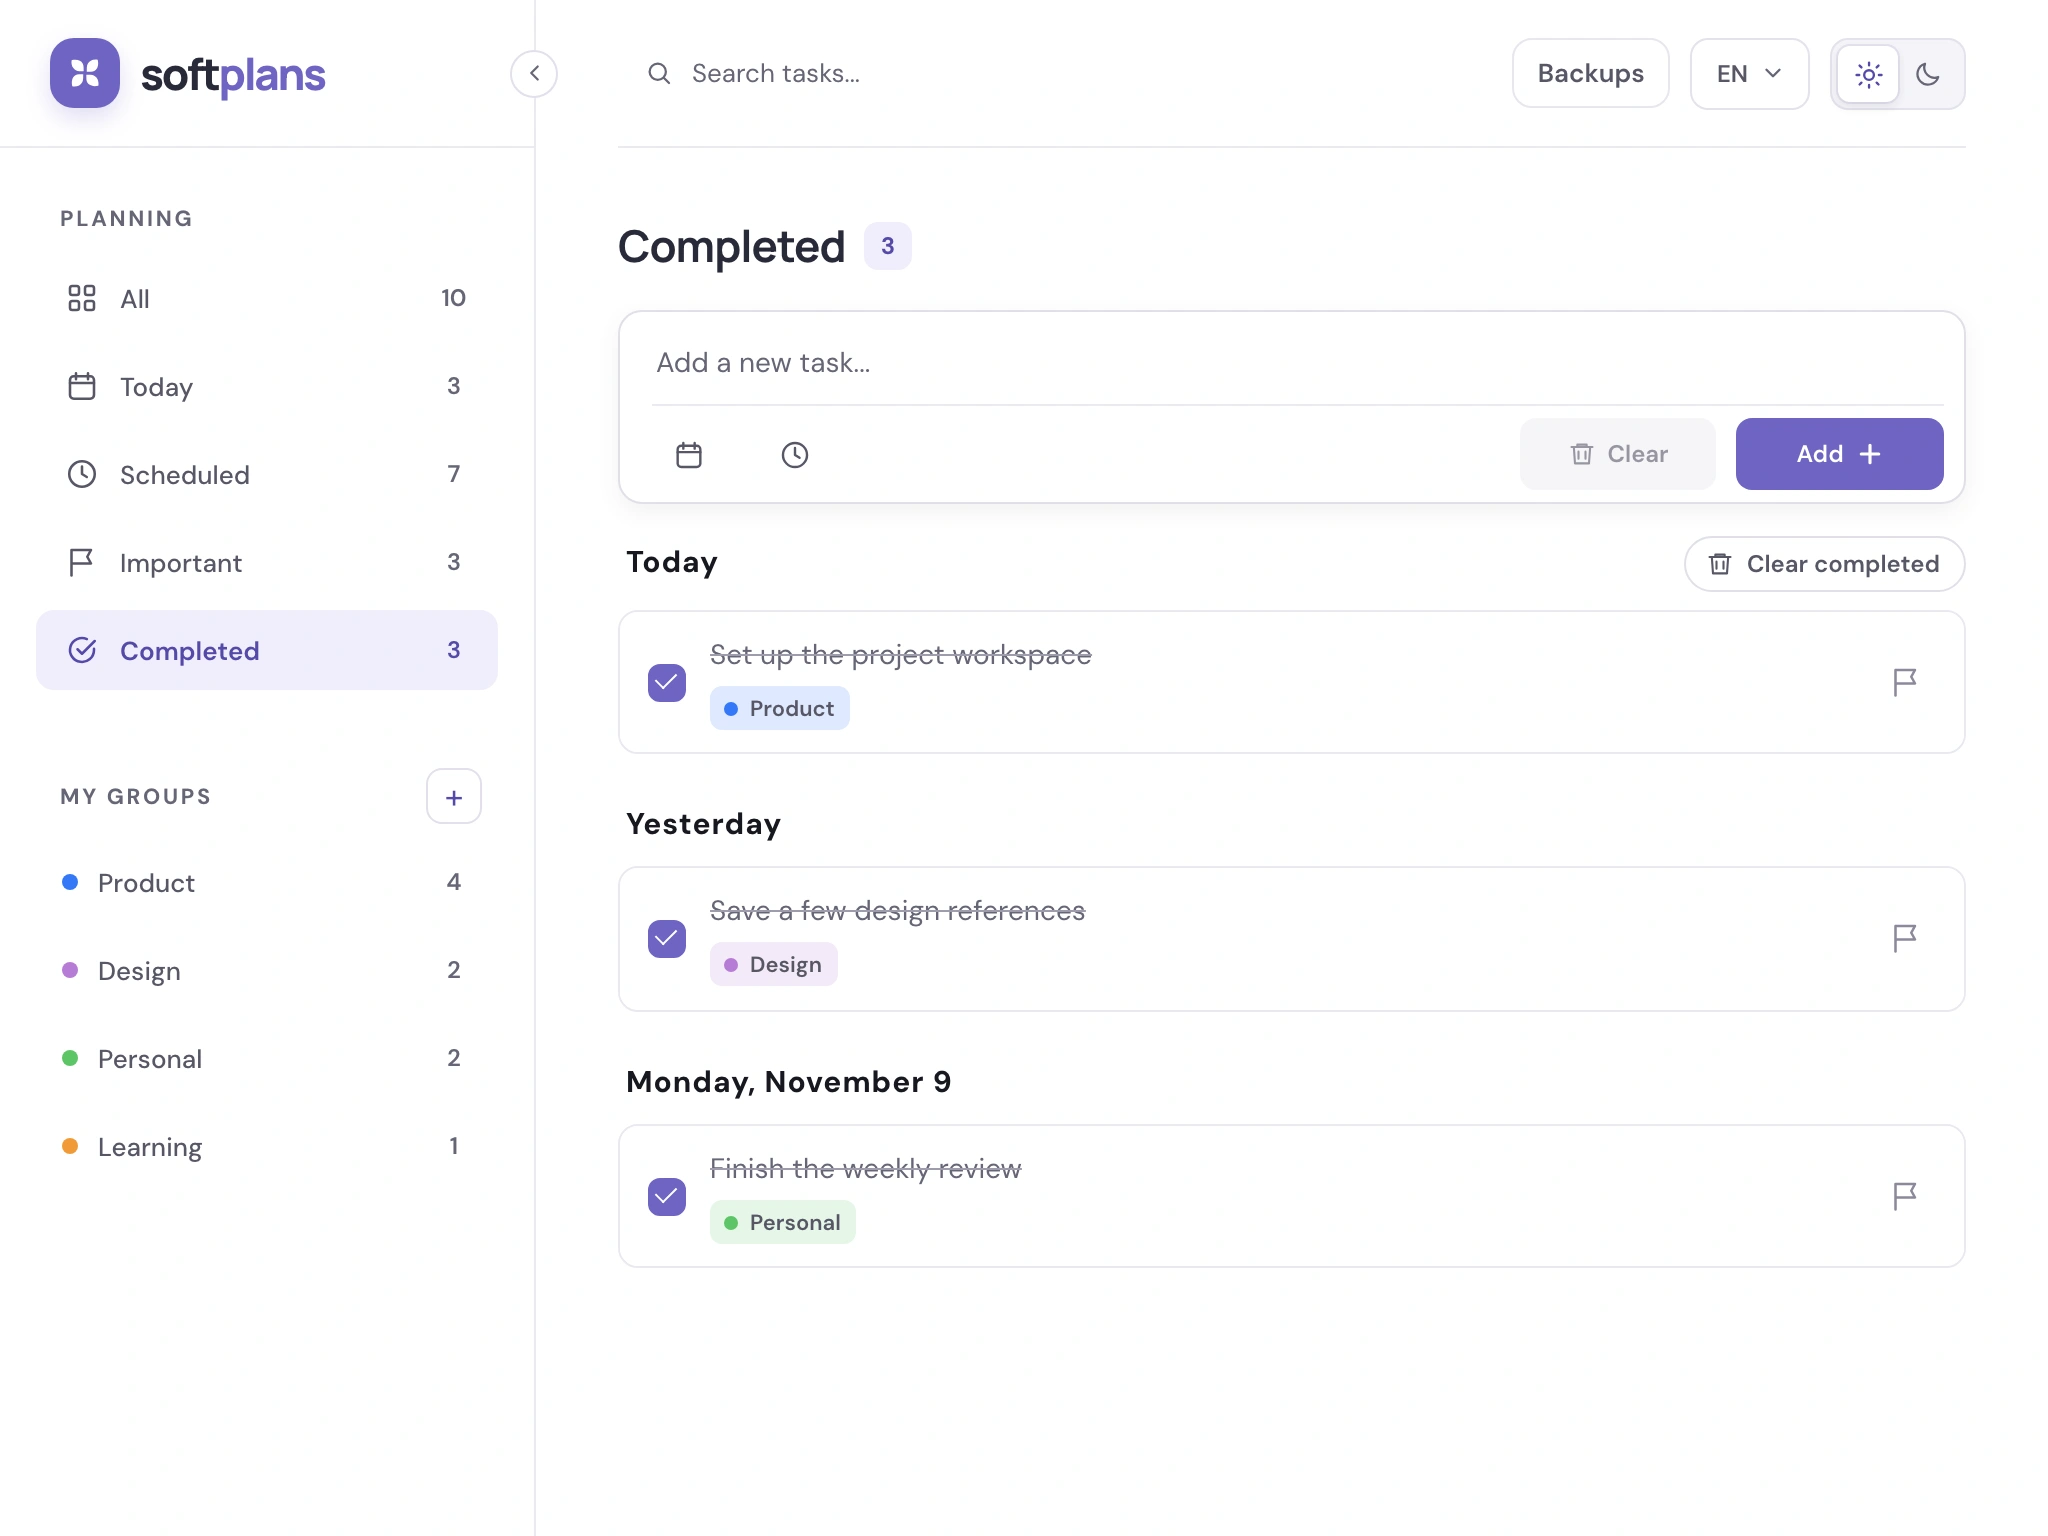 softplans
Search tasks...
Backups
EN
PLANNING
All 10
Today 3
Scheduled 7
Important 3
Completed 3
MY GROUPS
+
Product 4
Design 2
Personal 2
Learning 1
Completed 3
Add a new task...
Clear
Add +
Today
Clear completed
Set up the project workspace
Product
Yesterday
Save a few design references
Design
Monday, November 9
Finish the weekly review
Personal